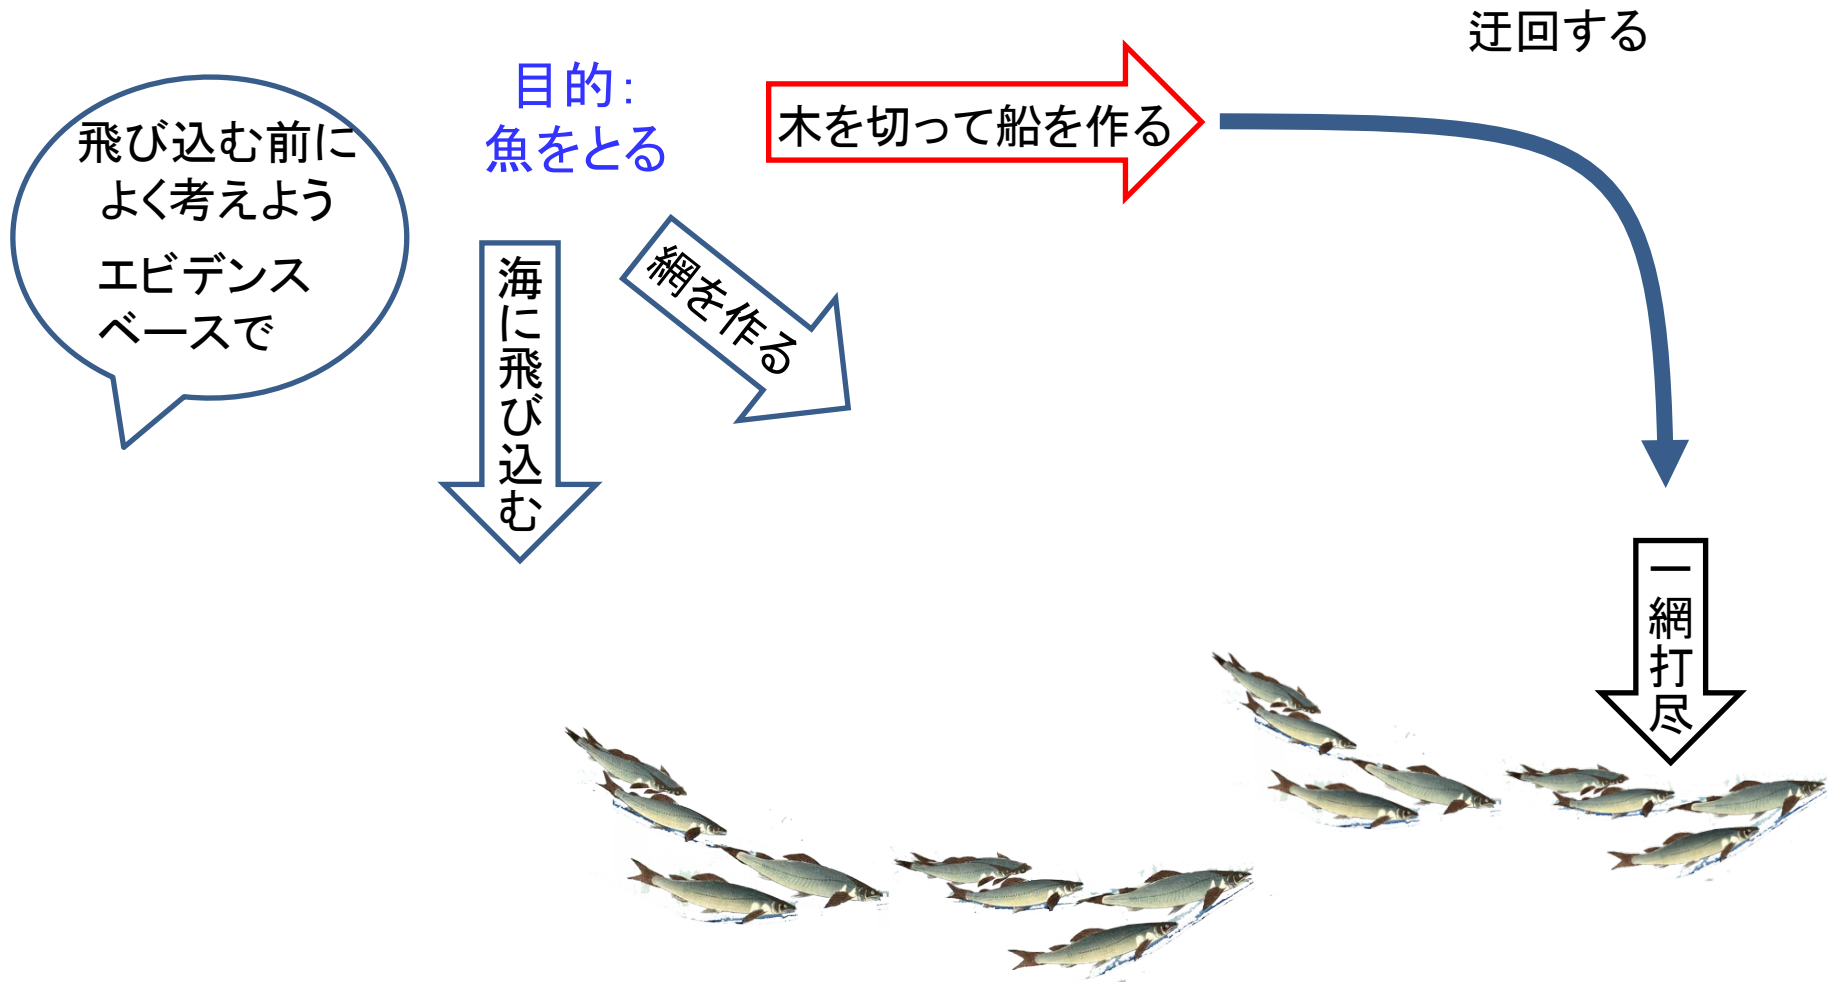 迂回する
目的：
魚をとる
木を切って船を作る
飛び込む前に
よく考えよう
エビデンス
ベースで
海に飛び込む
網を作る
一網打尽